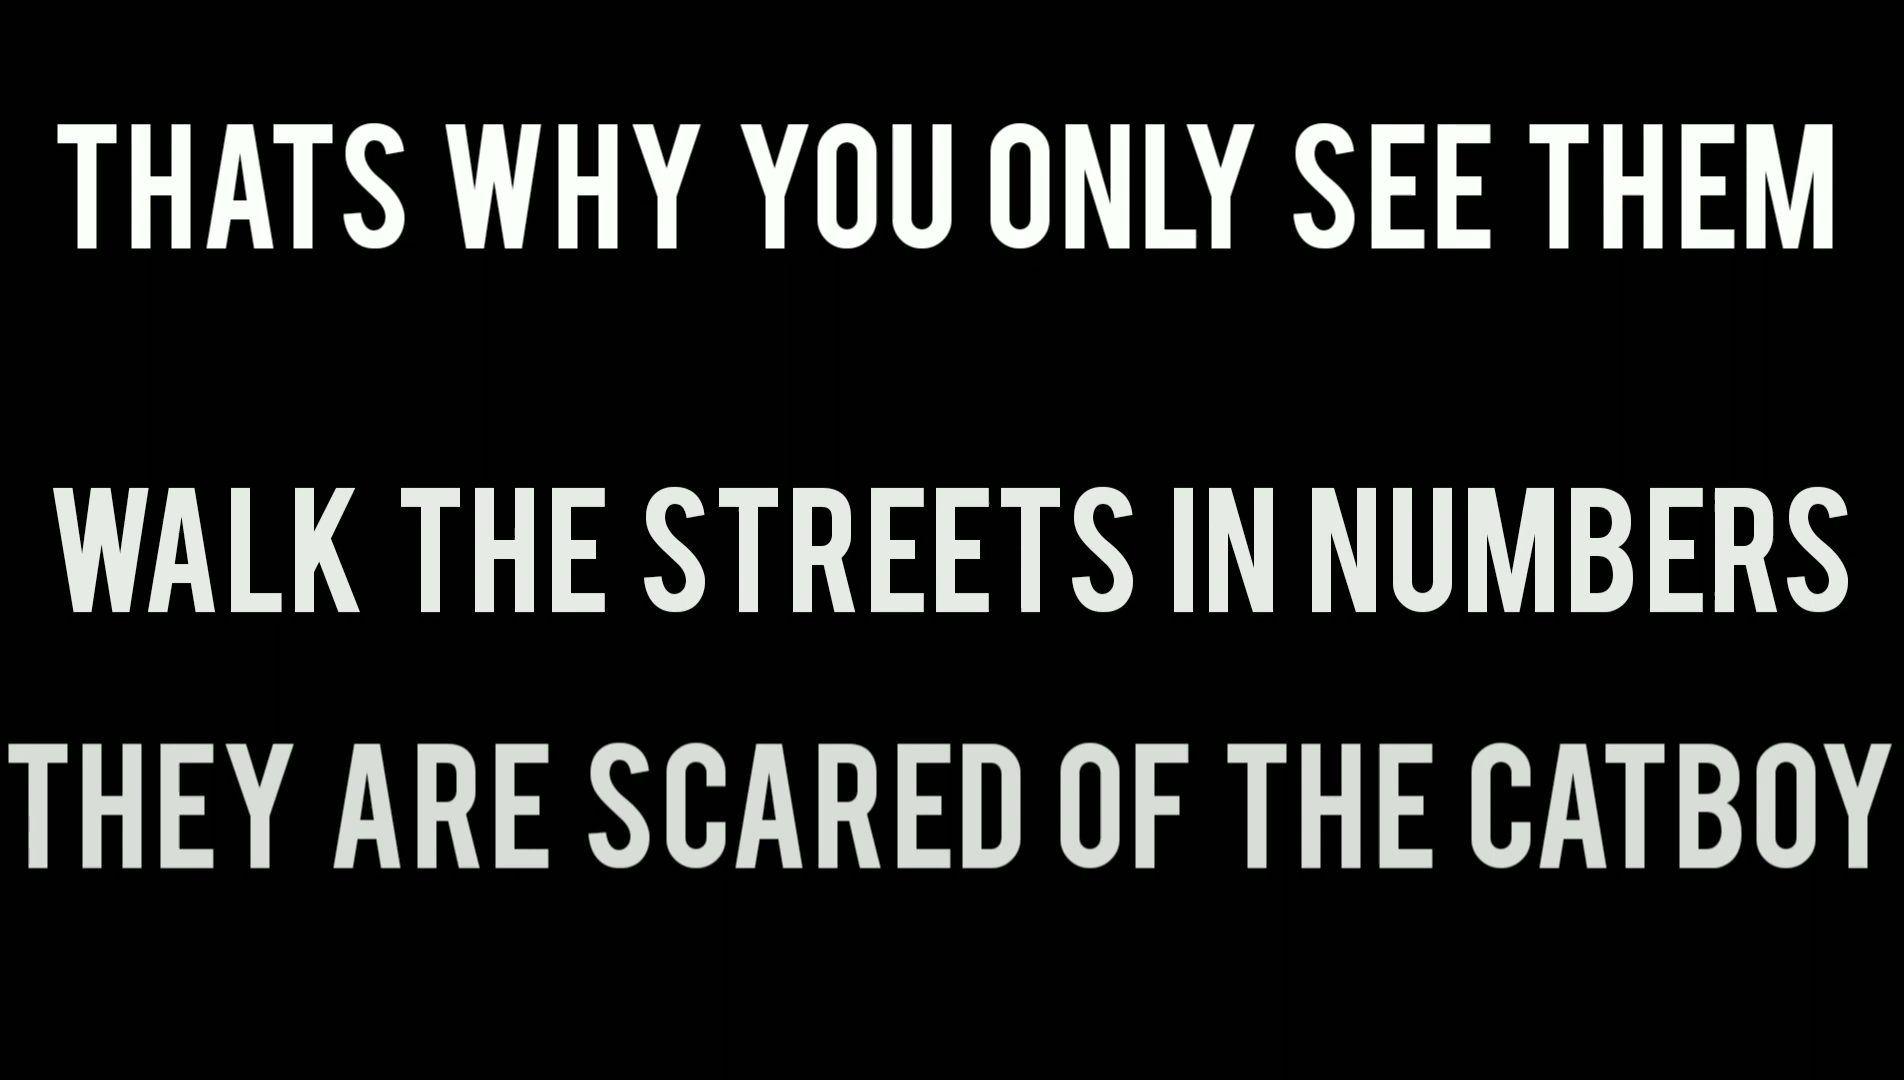 THATS WHY YOU ONLY SEE THEM
WALK THE STREETS IN NUMBERS
THEY ARE SCARED OF THE CATBOY